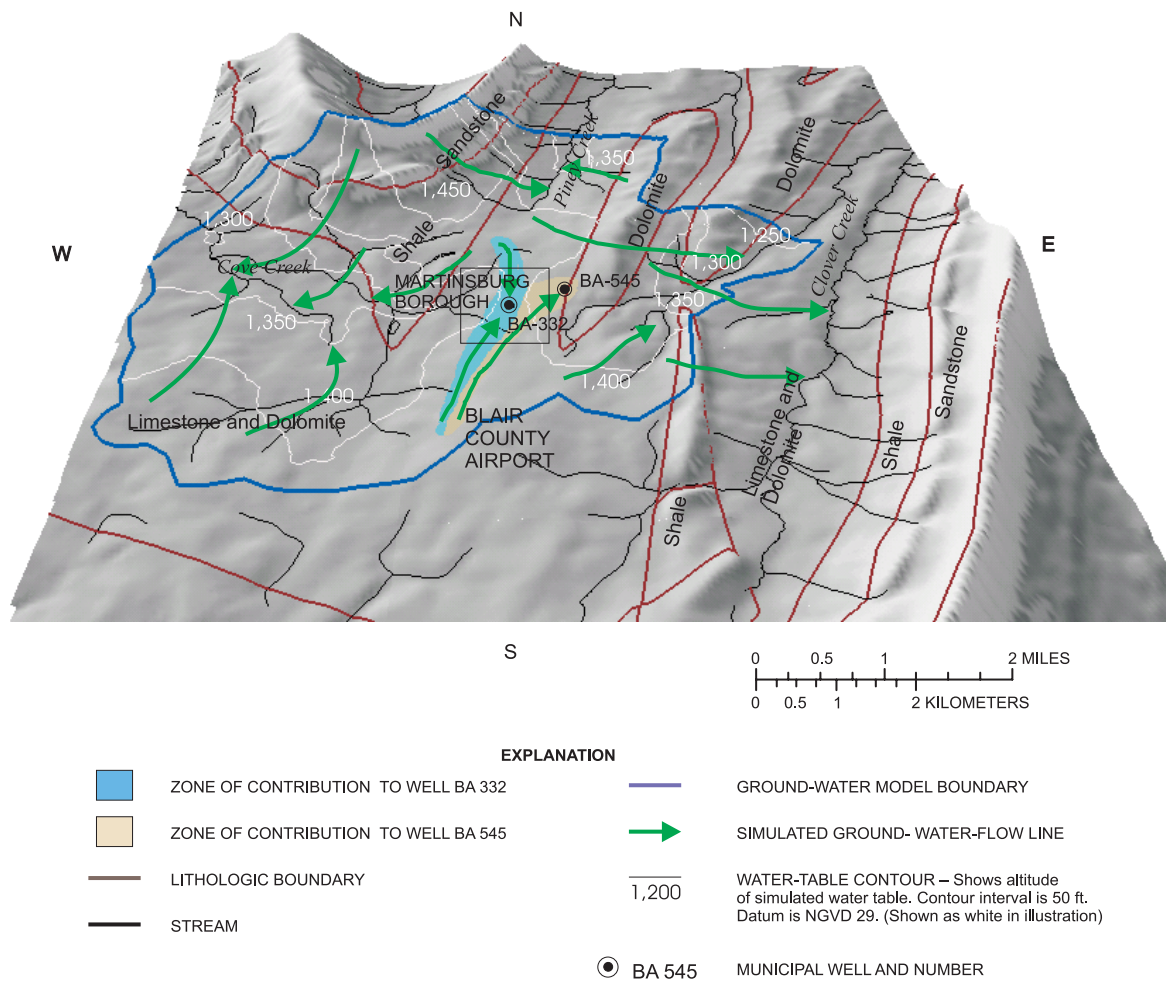 N
Sandstone
Piney Creek
1,350
Dolomite
1,450
Dolomite
1,300
Shale
1,250
Clover Creek
W
E
Cove Creek
1,300
MARTINSBURG
BOROUGH
BA-545
1,350
BA-332
1,350
Sandstone
1,400
1,400
Limestone and Dolomite
BLAIR
COUNTY
AIRPORT
Limestone and
Dolomite
Shale
Shale
S
0 0.5 1 2 MILES
0 0.5 1 2 KILOMETERS
EXPLANATION
ZONE OF CONTRIBUTION TO WELL BA 332
ZONE OF CONTRIBUTION TO WELL BA 545
LITHOLOGIC BOUNDARY
STREAM
GROUND-WATER MODEL BOUNDARY
SIMULATED GROUND- WATER-FLOW LINE
1,200
WATER-TABLE CONTOUR – Shows altitude
of simulated water table. Contour interval is 50 ft.
Datum is NGVD 29. (Shown as white in illustration)
BA 545
MUNICIPAL WELL AND NUMBER